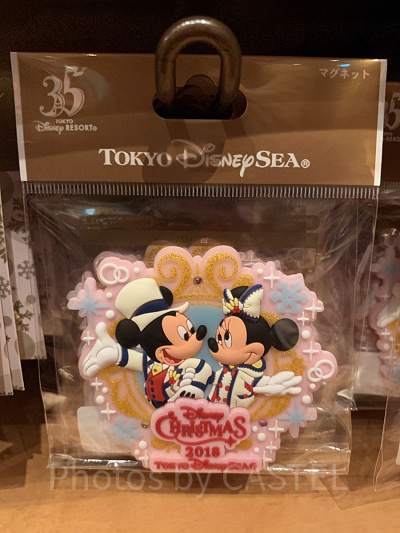 35
TOKYO
Disney RESORT®
マグネット
TOKYO DISNEYSEA®
Disney
CHRISTMAS
2018
TOKYO DISNEYSEA
Photos by CASTEL